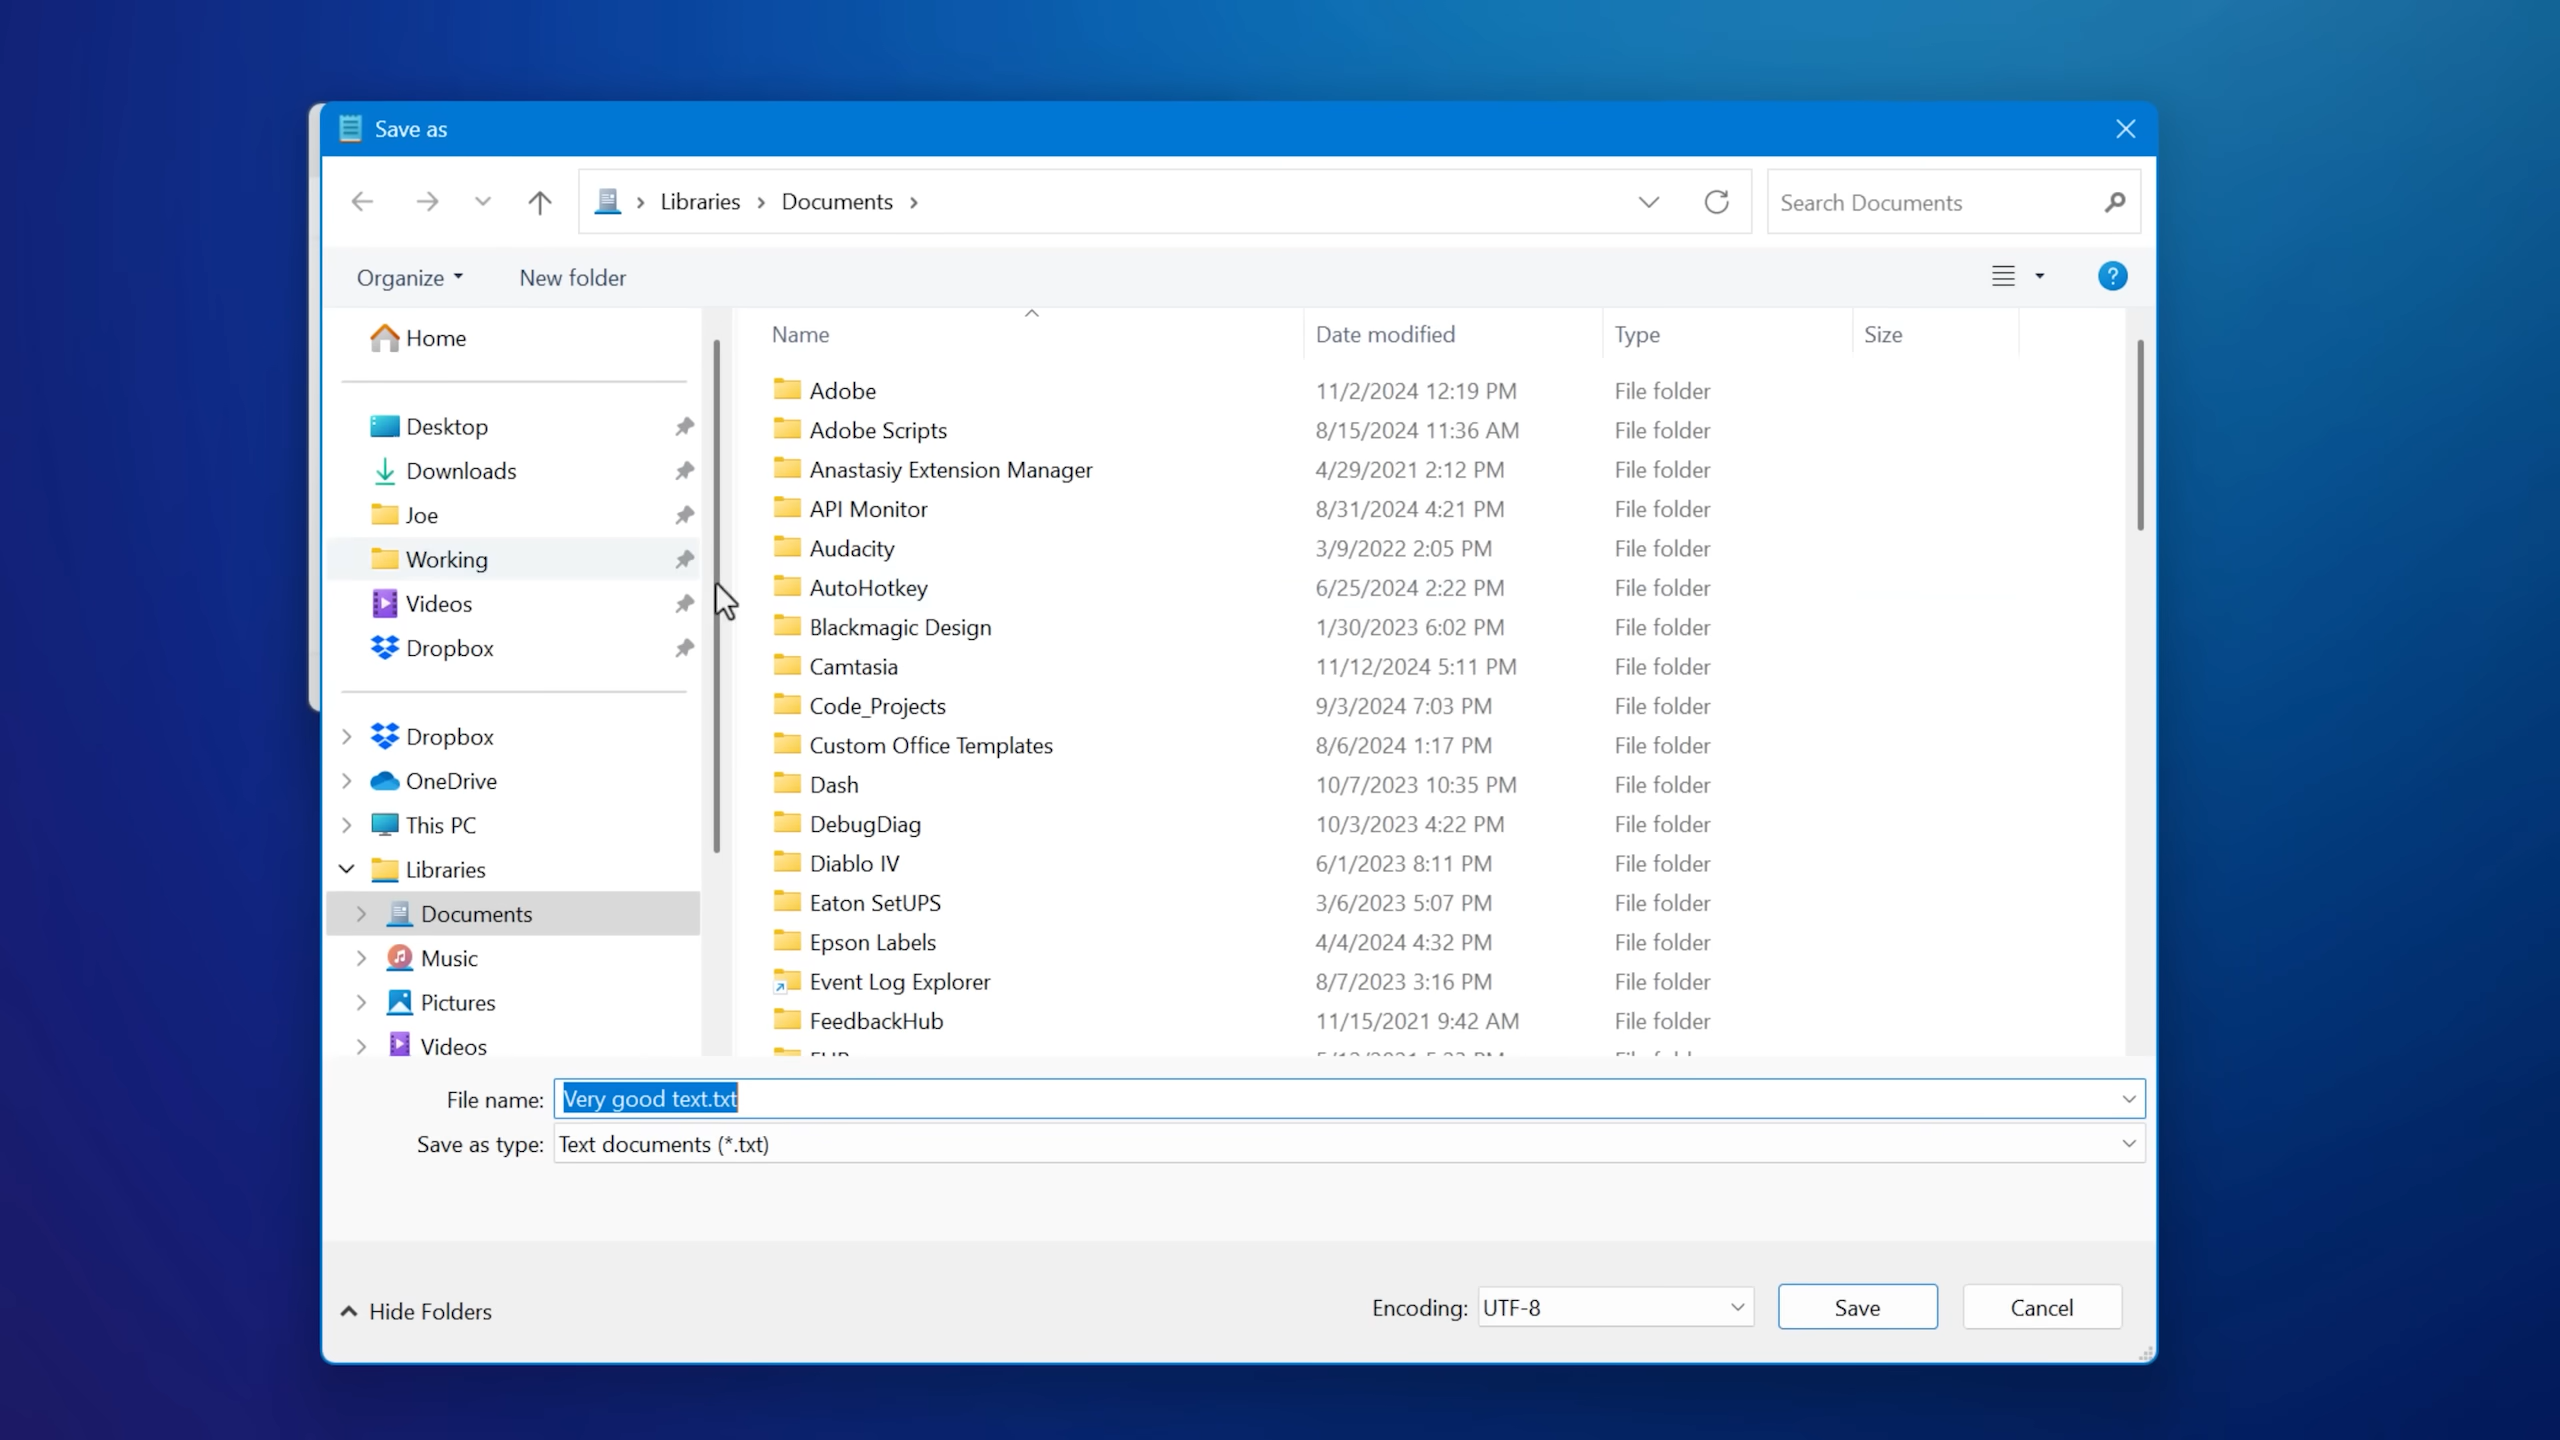 Save as
Libraries > Documents >
Search Documents
Organize
New folder
Home
Desktop
Downloads
Joe
Working
Videos
Dropbox
Dropbox
OneDrive
This PC
Libraries
Documents
Music
Pictures
Videos
Name Date modified Type Size
Adobe 11/2/2024 12:19 PM File folder
Adobe Scripts 8/15/2024 11:36 AM File folder
Anastasiy Extension Manager 4/29/2021 2:12 PM File folder
API Monitor 8/31/2024 4:21 PM File folder
Audacity 3/9/2022 2:05 PM File folder
AutoHotkey 6/25/2024 2:22 PM File folder
Blackmagic Design 1/30/2023 6:02 PM File folder
Camtasia 11/12/2024 5:11 PM File folder
Code_Projects 9/3/2024 7:03 PM File folder
Custom Office Templates 8/6/2024 1:17 PM File folder
Dash 10/7/2023 10:35 PM File folder
DebugDiag 10/3/2023 4:22 PM File folder
Diablo IV 6/1/2023 8:11 PM File folder
Eaton SetUPS 3/6/2023 5:07 PM File folder
Epson Labels 4/4/2024 4:32 PM File folder
Event Log Explorer 8/7/2023 3:16 PM File folder
FeedbackHub 11/15/2021 9:42 AM File folder
File name: Very good text.txt
Save as type: Text documents (*.txt)
Hide Folders
Encoding: UTF-8
Save
Cancel